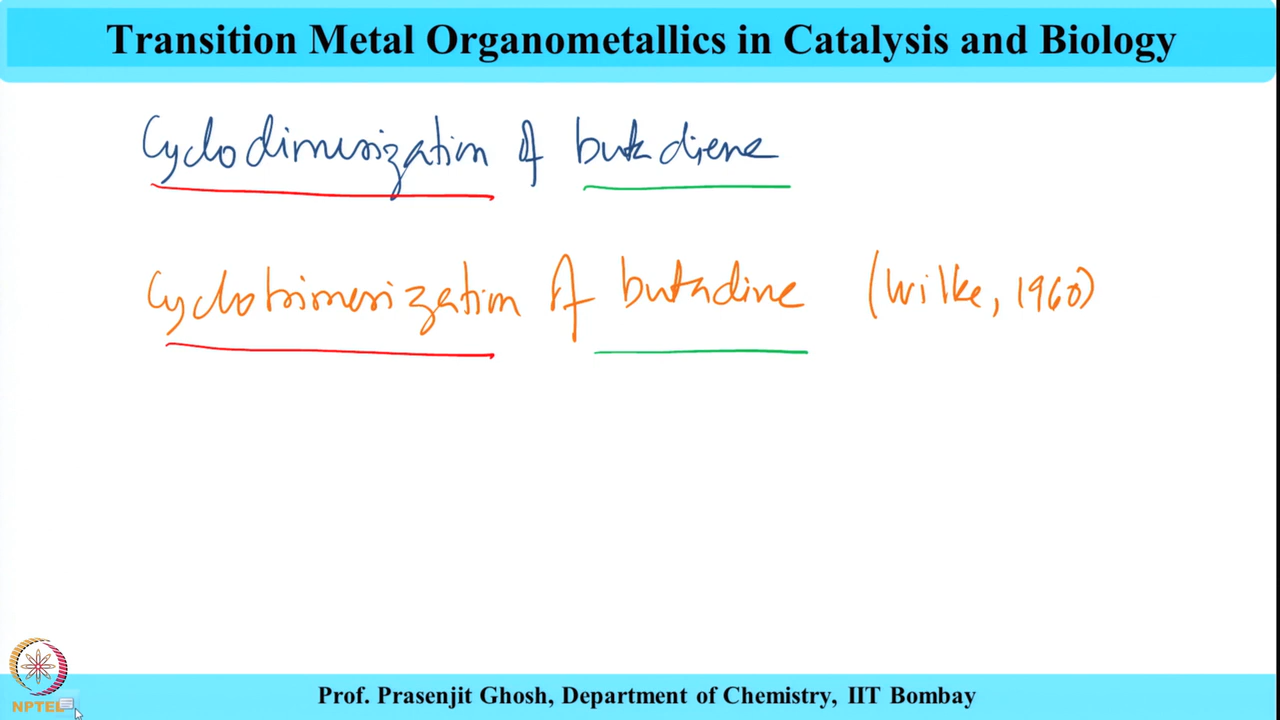 Transition Metal Organometallics in Catalysis and Biology
Cyclodimerization of butadiene
Cyclotrimerization of butadine (Wilke, 1960)
NPTEL
Prof. Prasenjit Ghosh, Department of Chemistry, IIT Bombay